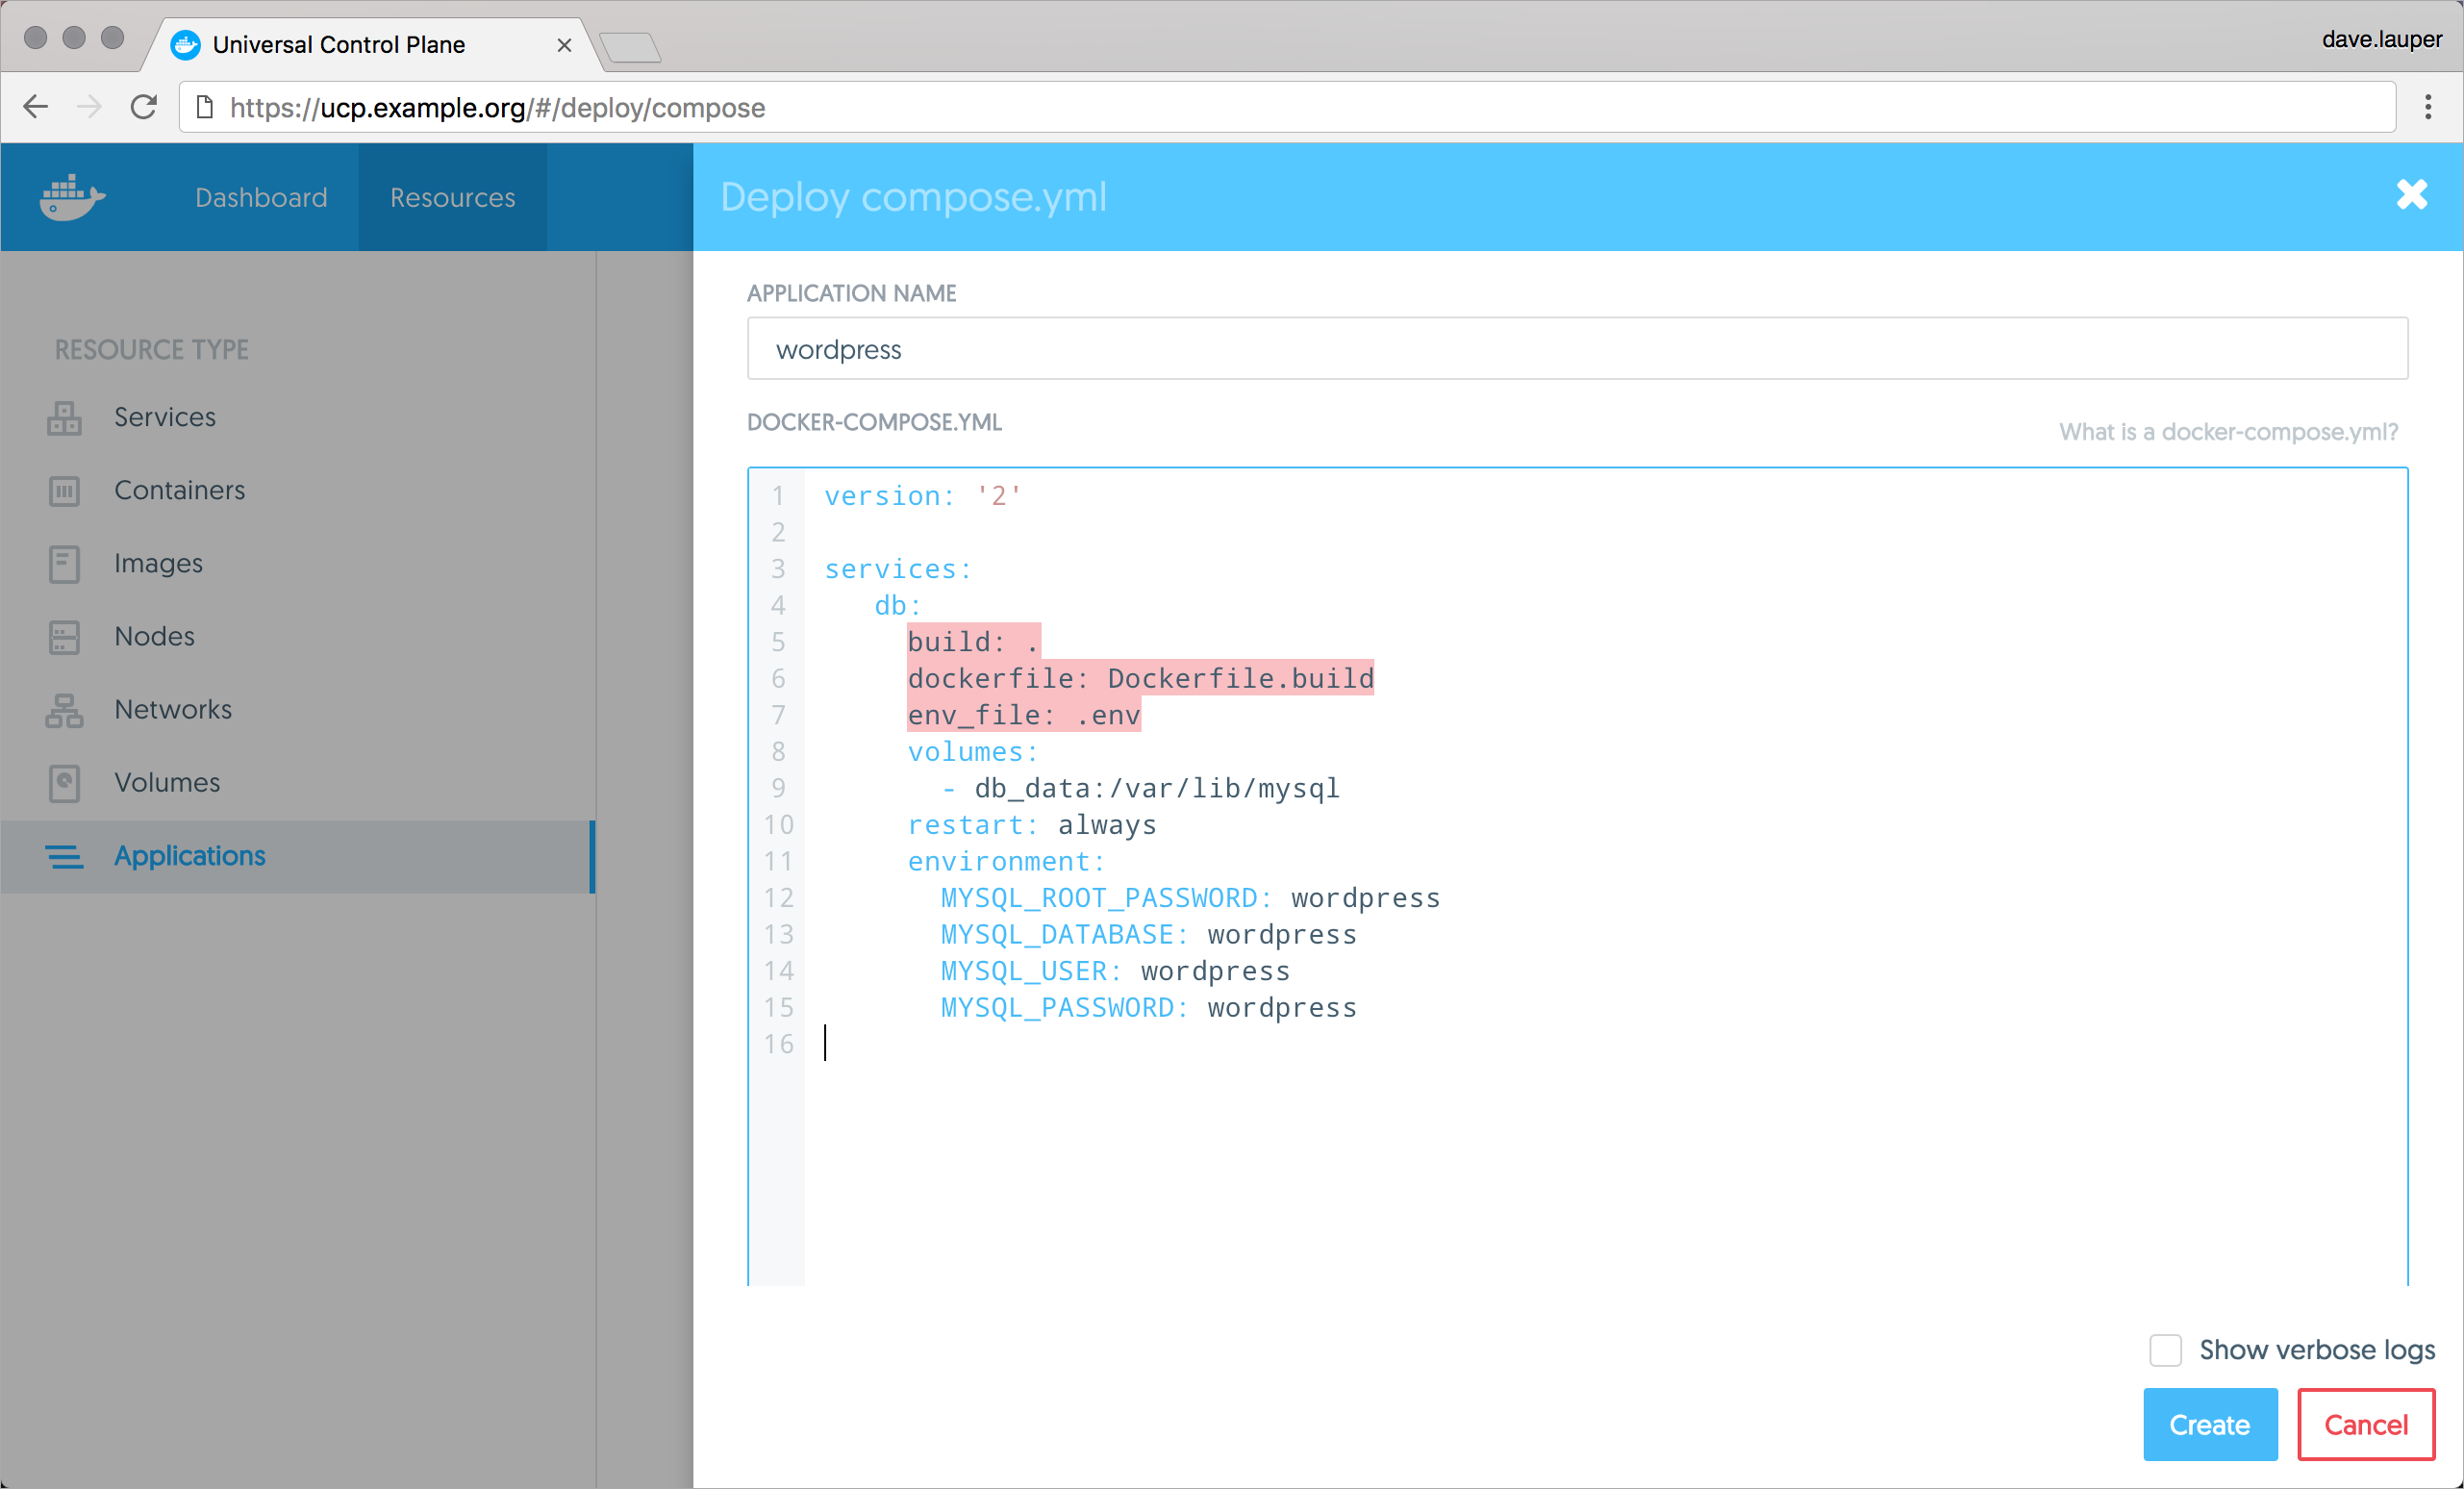 Universal Control Plane
dave.lauper
https://ucp.example.org/#/deploy/compose
Dashboard
Resources
Deploy compose.yml
RESOURCE TYPE
Services
Containers
Images
Nodes
Networks
Volumes
Applications
APPLICATION NAME
wordpress
DOCKER-COMPOSE.YML
What is a docker-compose.yml?
1 version: '2'
2
3 services:
4 db:
5 build: .
6 dockerfile: Dockerfile.build
7 env_file: .env
8 volumes:
9 - db_data:/var/lib/mysql
10 restart: always
11 environment:
12 MYSQL_ROOT_PASSWORD: wordpress
13 MYSQL_DATABASE: wordpress
14 MYSQL_USER: wordpress
15 MYSQL_PASSWORD: wordpress
16
Show verbose logs
Create
Cancel